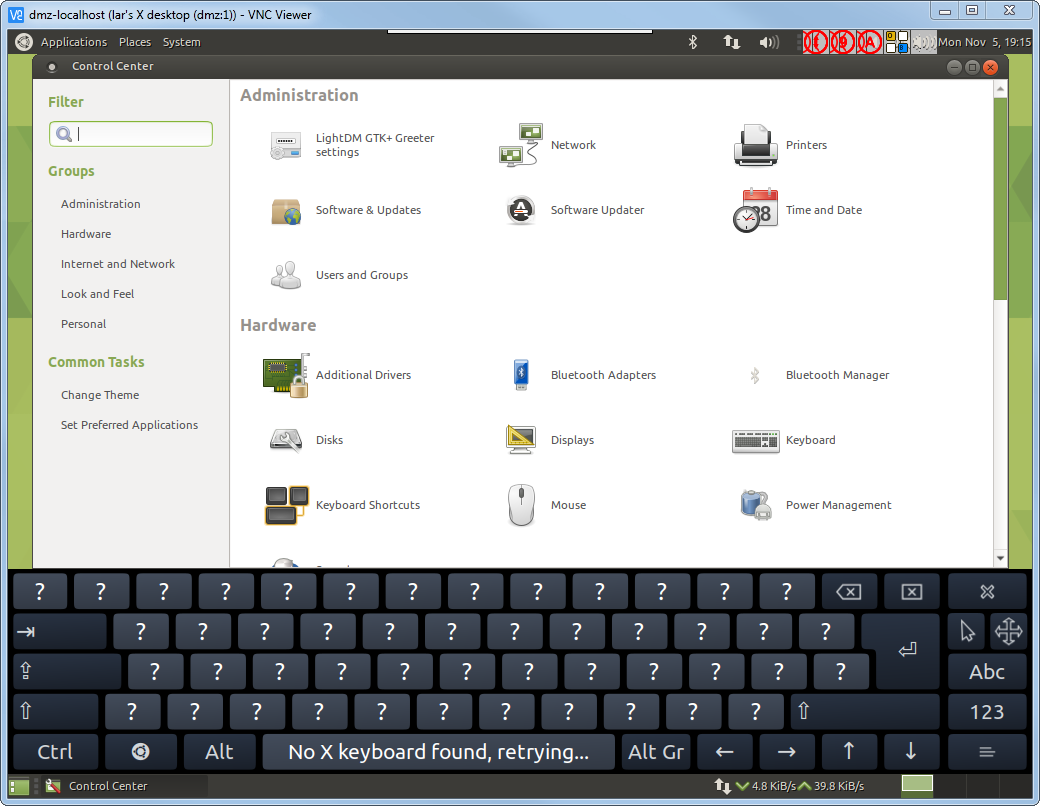 dmz-localhost (lar's X desktop (dmz:1)) - VNC Viewer
Applications Places System
Mon Nov 5, 19:15
Control Center
Filter
Groups
Administration
Hardware
Internet and Network
Look and Feel
Personal
Common Tasks
Change Theme
Set Preferred Applications
Administration
LightDM GTK+ Greeter
settings
Network
Printers
Software & Updates
Software Updater
Time and Date
Users and Groups
Hardware
Additional Drivers
Bluetooth Adapters
Bluetooth Manager
Disks
Displays
Keyboard
Keyboard Shortcuts
Mouse
Power Management
? ? ? ? ? ? ? ? ? ? ? ? ?
? ? ? ? ? ? ? ? ? ? ? ?
? ? ? ? ? ? ? ? ? ? ? ? Abc
? ? ? ? ? ? ? ? ? ? ? 123
Ctrl Alt No X keyboard found, retrying... Alt Gr ← → ↑ ↓
Control Center
4.8 KiB/s 39.8 KiB/s